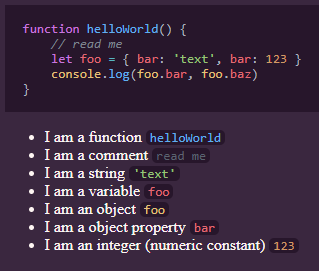 function helloWorld() {
    // read me
    let foo = { bar: 'text', bar: 123 }
    console.log(foo.bar, foo.baz)
}
• I am a function helloWorld
• I am a comment read me
• I am a string 'text'
• I am a variable foo
• I am an object foo
• I am a object property bar
• I am an integer (numeric constant) 123